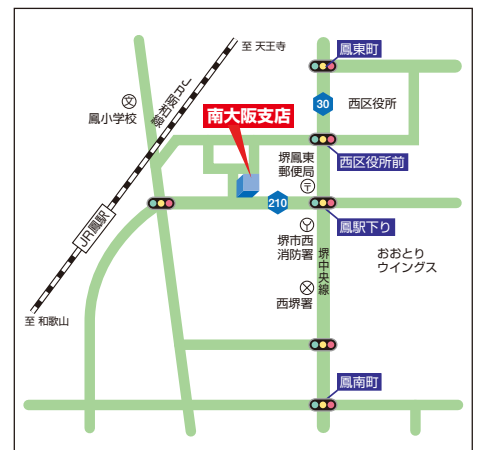 至 天王寺
鳳東町
JR阪和線
文
鳳小学校
30
西区役所
南大阪支店
堺鳳東
郵便局
〒
西区役所前
210
鳳駅下り
JR鳳駅
堺市西
消防署
堺中央線
おおとり
ウイングス
西堺署
至 和歌山
鳳南町